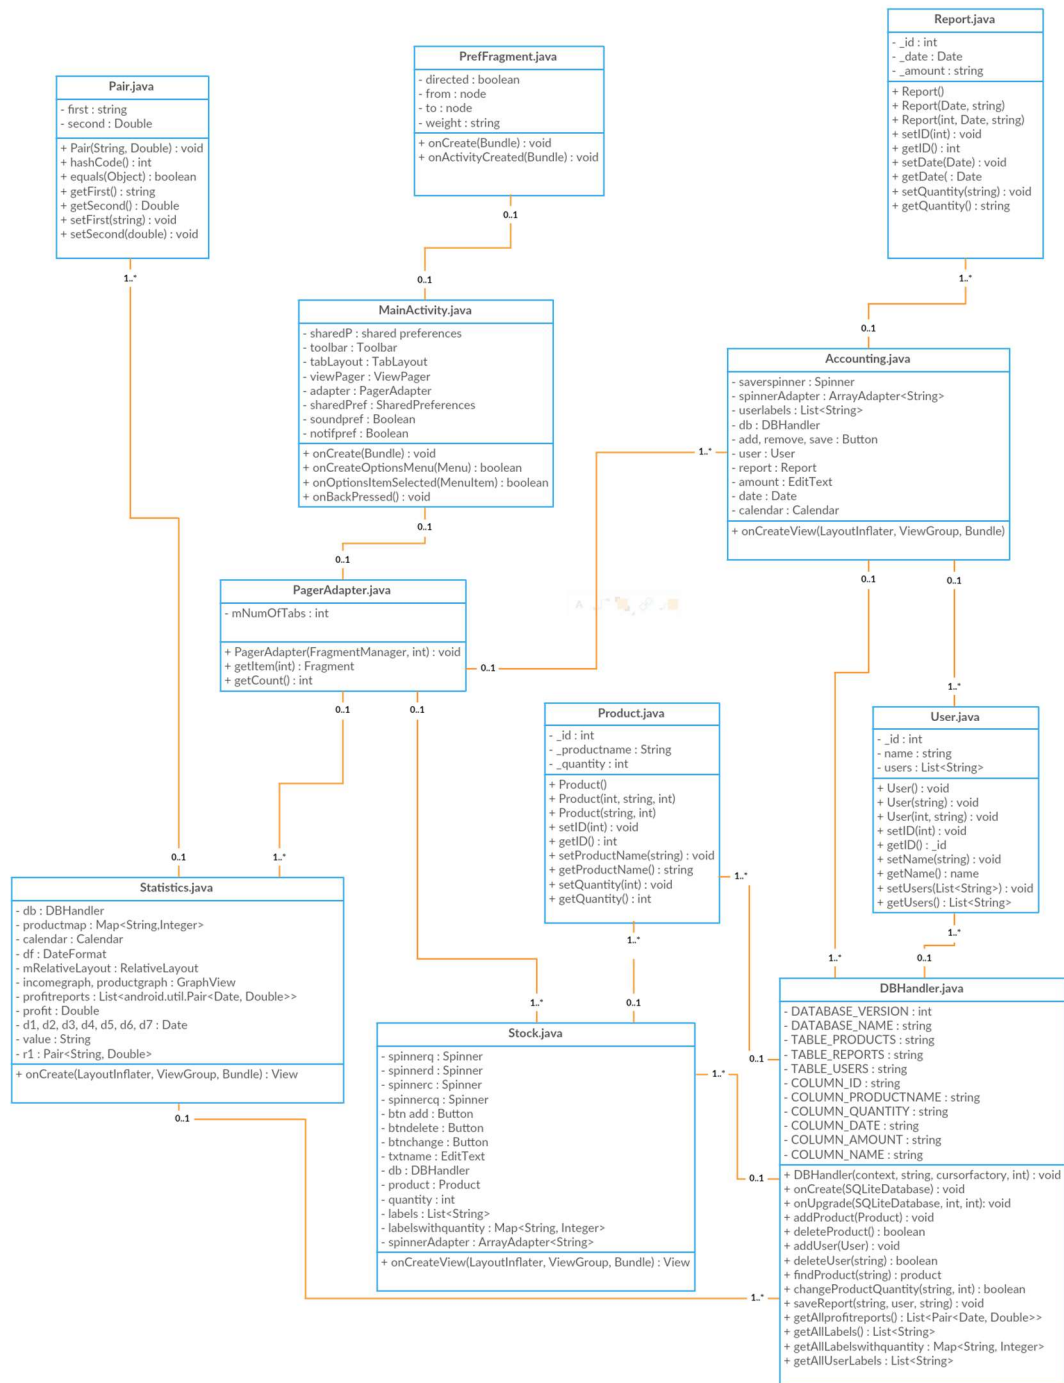 Report.java
- _id : int
- _date : Date
- _amount : string
+ Report()
+ Report(Date, string)
+ Report(int, Date, string)
+ setID(int) : void
+ getID() : int
+ setDate(Date) : void
+ getDate( : Date
+ setQuantity(string) : void
+ getQuantity() : string
1..*
0..1
PrefFragment.java
- directed : boolean
- from : node
- to : node
- weight : string
+ onCreate(Bundle) : void
+ onActivityCreated(Bundle) : void
0..1
0..1
Pair.java
- first : string
- second : Double
+ Pair(String, Double) : void
+ hashCode() : int
+ equals(Object) : boolean
+ getFirst() : string
+ getSecond() : Double
+ setFirst(string) : void
+ setSecond(double) : void
1..*
0..1
MainActivity.java
- sharedP : shared preferences
- toolbar : Toolbar
- tabLayout : TabLayout
- viewPager : ViewPager
- adapter : PagerAdapter
- sharedPref : SharedPreferences
- soundpref : Boolean
- notifpref : Boolean
+ onCreate(Bundle) : void
+ onCreateOptionsMenu(Menu) : boolean
+ onOptionsItemSelected(MenuItem) : boolean
+ onBackPressed() : void
0..1
0..1
Accounting.java
- saverspinner : Spinner
- spinnerAdapter : ArrayAdapter<String>
- userlabels : List<String>
- db : DBHandler
- add, remove, save : Button
- user : User
- report : Report
- amount : EditText
- date : Date
- calendar : Calendar
+ onCreateView(LayoutInflater, ViewGroup, Bundle)
1..*
0..1
0..1
0..1
1..*
1..*
PagerAdapter.java
- mNumOfTabs : int
+ PagerAdapter(FragmentManager, int) : void
+ getItem(int) : Fragment
+ getCount() : int
0..1
0..1
1..*
1..*
Product.java
- _id : int
- _productname : String
- _quantity : int
+ Product()
+ Product(int, string, int)
+ Product(string, int)
+ setID(int) : void
+ getID() : int
+ setProductName(string) : void
+ getProductName() : string
+ setQuantity(int) : void
+ getQuantity() : int
1..*
0..1
1..*
0..1
User.java
- _id : int
- name : string
- users : List<String>
+ User() : void
+ User(string) : void
+ User(int, string) : void
+ setID(int) : void
+ getID() : _id
+ setName(string) : void
+ getName() : name
+ setUsers(List<String>) : void
+ getUsers() : List<String>
1..*
0..1
Statistics.java
- db : DBHandler
- productmap : Map<String,Integer>
- calendar : Calendar
- df : DateFormat
- mRelativeLayout : RelativeLayout
- incomegraph, productgraph : GraphView
- profitreports : List<android.util.Pair<Date, Double>>
- profit : Double
- d1, d2, d3, d4, d5, d6, d7 : Date
- value : String
- r1 : Pair<String, Double>
+ onCreate(LayoutInflater, ViewGroup, Bundle) : View
0..1
1..*
Stock.java
- spinnerq : Spinner
- spinnerd : Spinner
- spinnerc : Spinner
- spinnercq : Spinner
- btn add : Button
- btndelete : Button
- btnchange : Button
- txtname : EditText
- db : DBHandler
- product : Product
- quantity : int
- labels : List<String>
- labelswithquantity : Map<String, Integer>
- spinnerAdapter : ArrayAdapter<String>
+ onCreateView(LayoutInflater, ViewGroup, Bundle) : View
1..*
0..1
DBHandler.java
- DATABASE_VERSION : int
- DATABASE_NAME : string
- TABLE_PRODUCTS : string
- TABLE_REPORTS : string
- TABLE_USERS : string
- COLUMN_ID : string
- COLUMN_PRODUCTNAME : string
- COLUMN_QUANTITY : string
- COLUMN_DATE : string
- COLUMN_AMOUNT : string
- COLUMN_NAME : string
+ DBHandler(context, string, cursorfactory, int) : void
+ onCreate(SQLiteDatabase) : void
+ onUpgrade(SQLiteDatabase, int, int): void
+ addProduct(Product) : void
+ deleteProduct() : boolean
+ addUser(User) : void
+ deleteUser(string) : boolean
+ findProduct(string) : product
+ changeProductQuantity(string, int) : boolean
+ saveReport(string, user, string) : void
+ getAllprofitreports() : List<Pair<Date, Double>>
+ getAllLabels() : List<String>
+ getAllLabelswithquantity : Map<String, Integer>
+ getAllUserLabels : List<String>